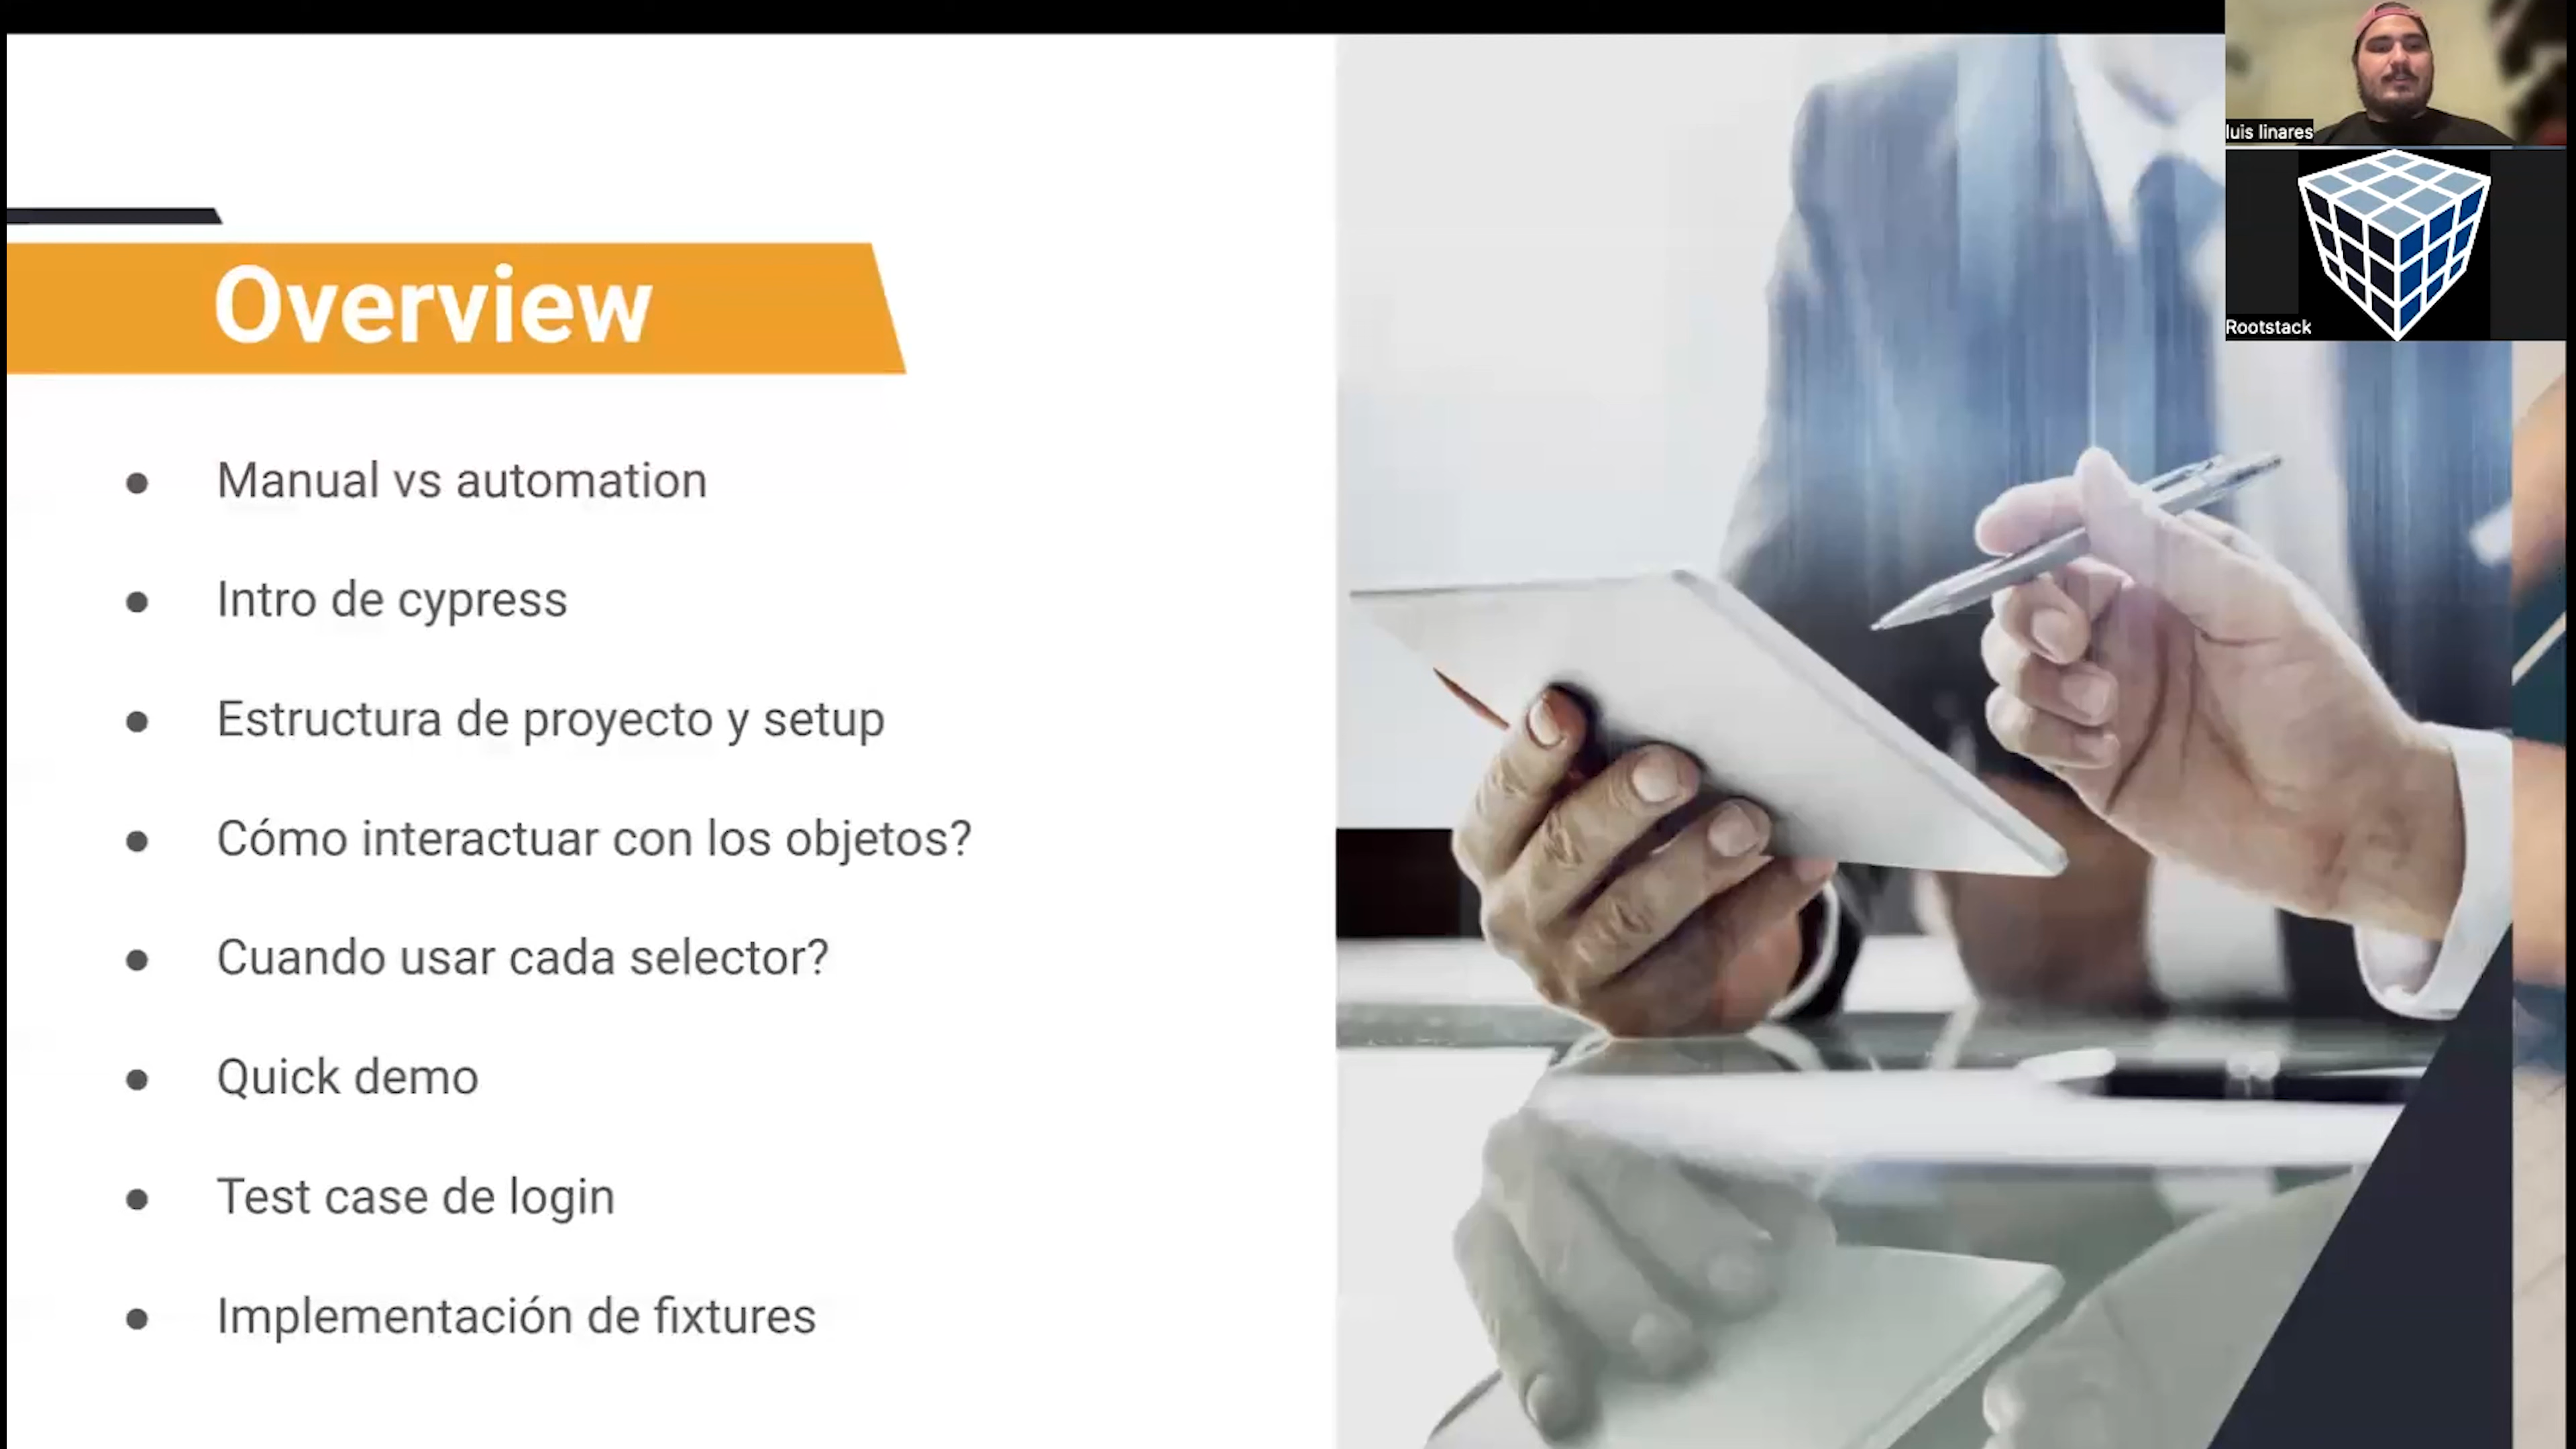 Overview
Manual vs automation
Intro de cypress
Estructura de proyecto y setup
Cómo interactuar con los objetos?
Cuando usar cada selector?
Quick demo
Test case de login
Implementación de fixtures
luis linares
Rootstack